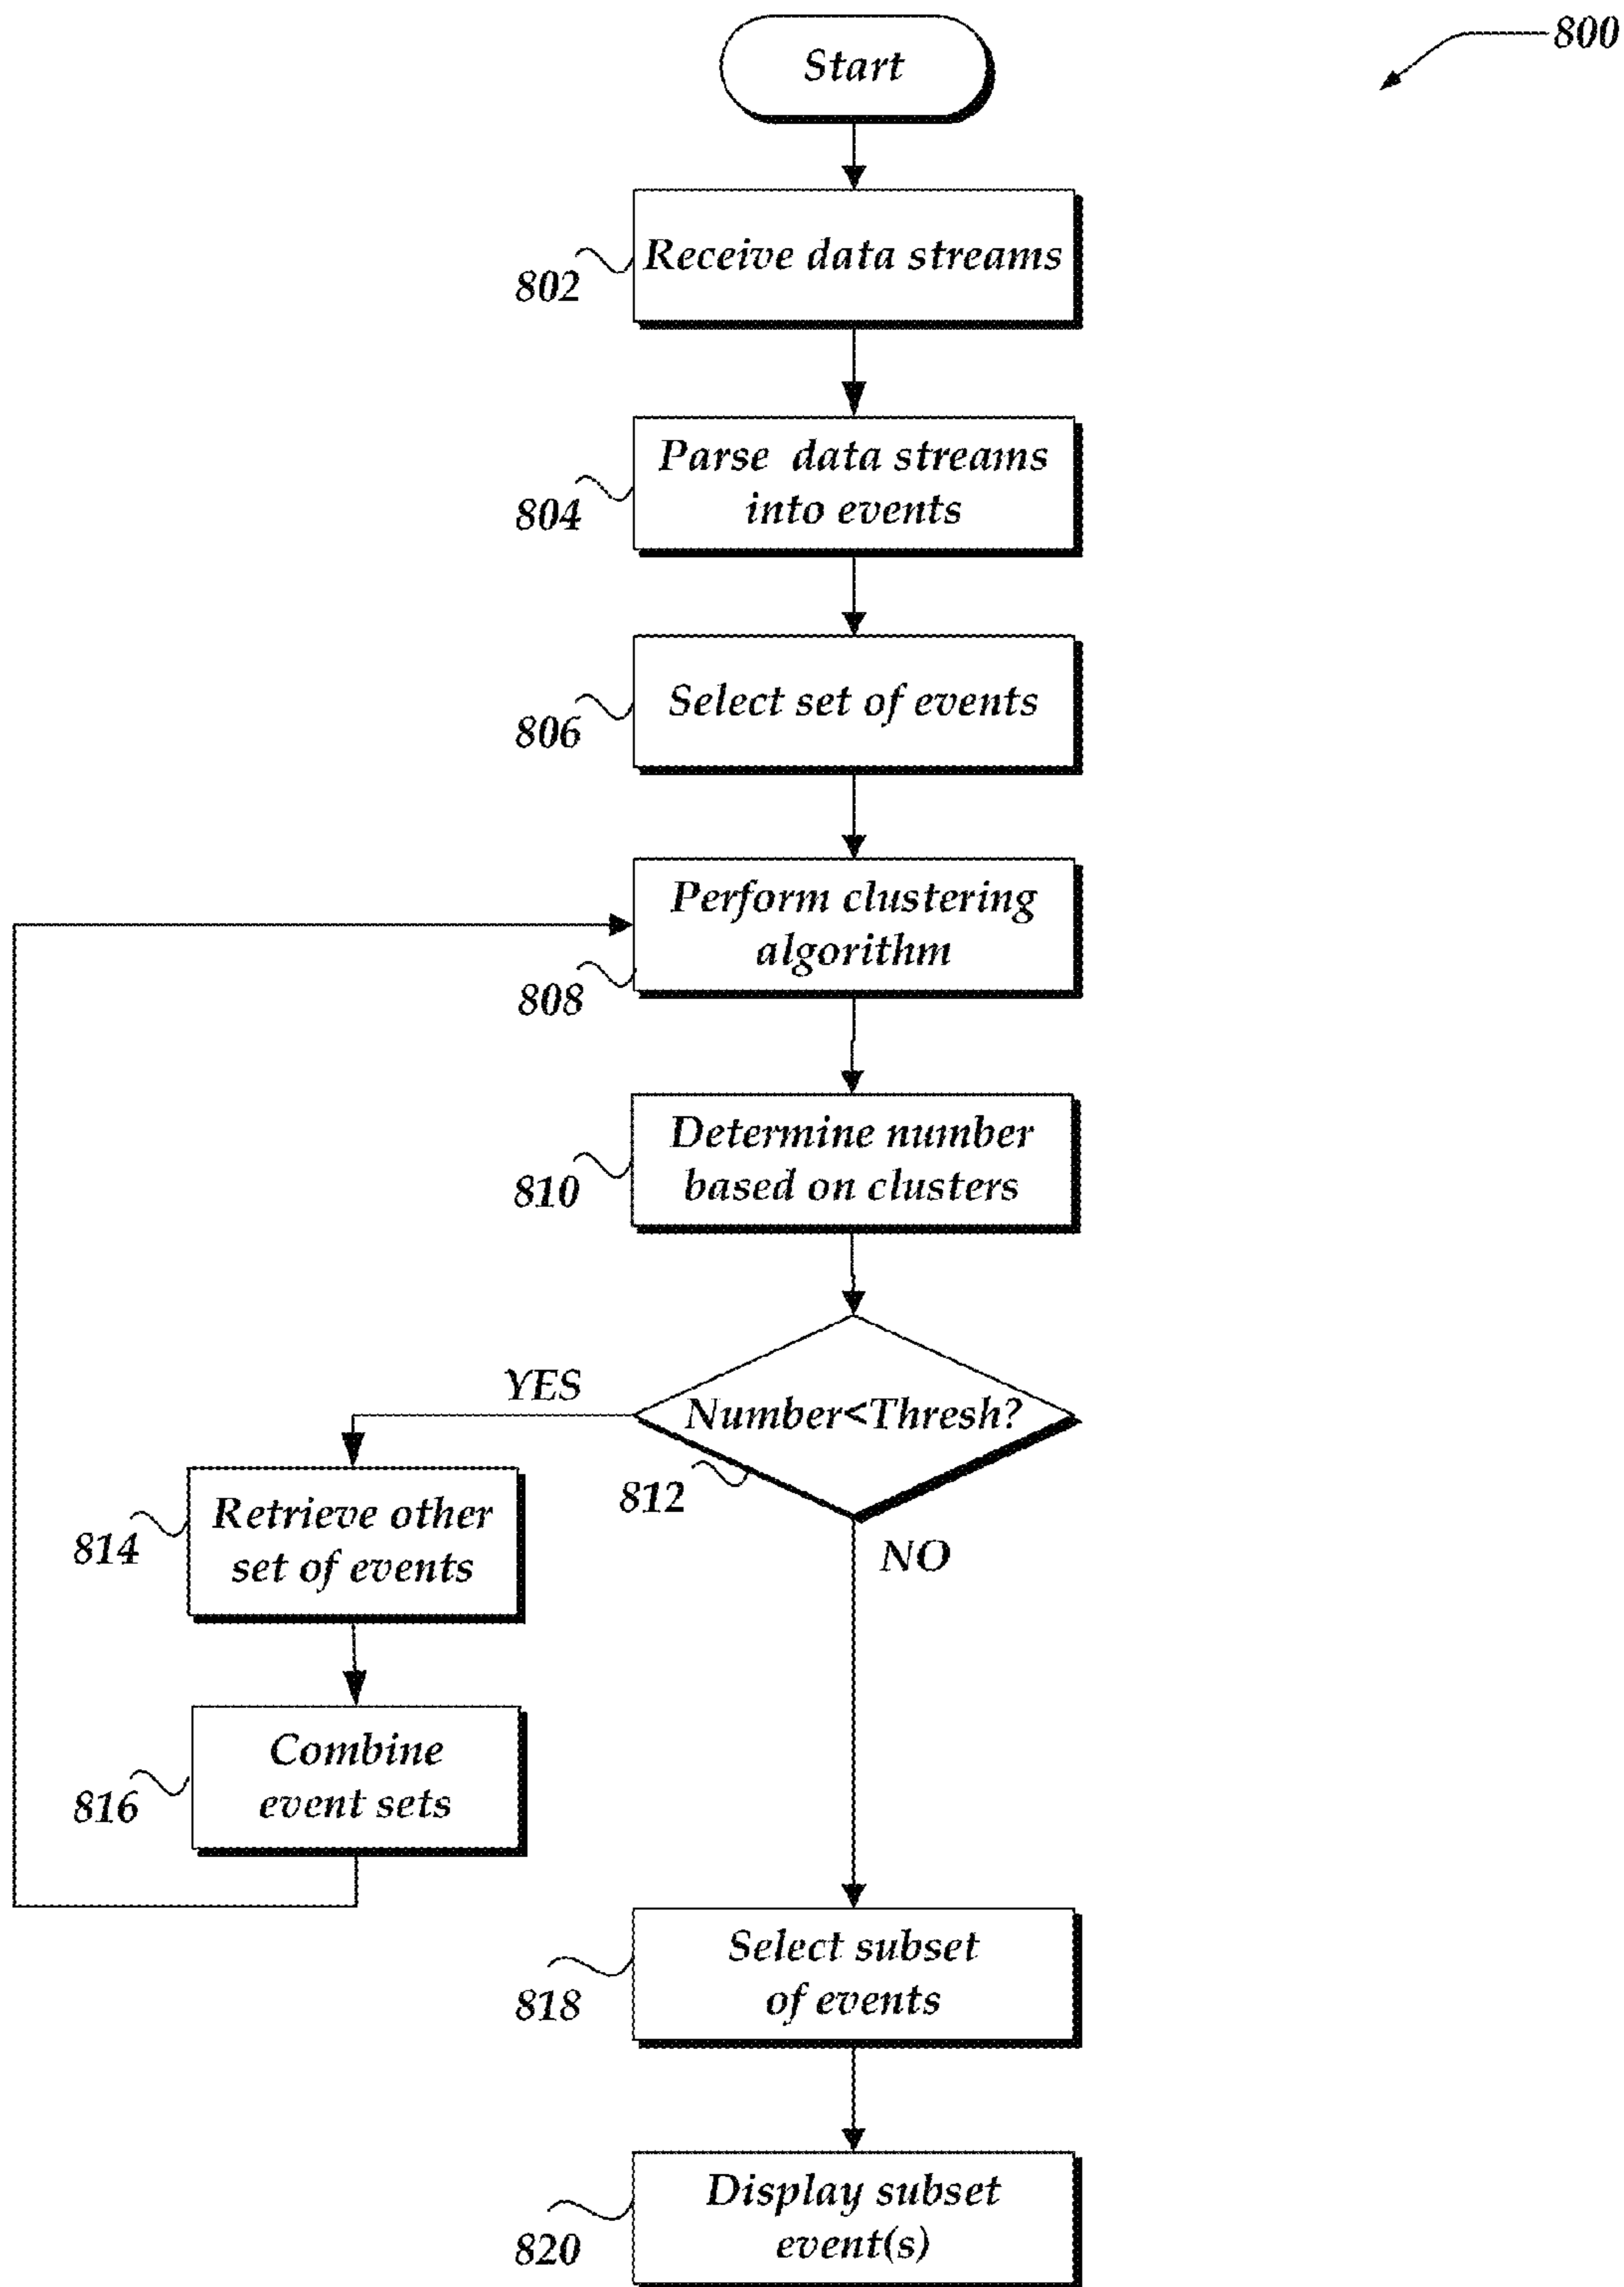 800
Start
Receive data streams
802
Parse data streams
into events
804
Select set of events
806
Perform clustering
algorithm
808
Determine number
based on clusters
810
YES
Number<Thresh?
812
NO
Retrieve other
set of events
814
Combine
event sets
816
Select subset
of events
818
Display subset
event(s)
820